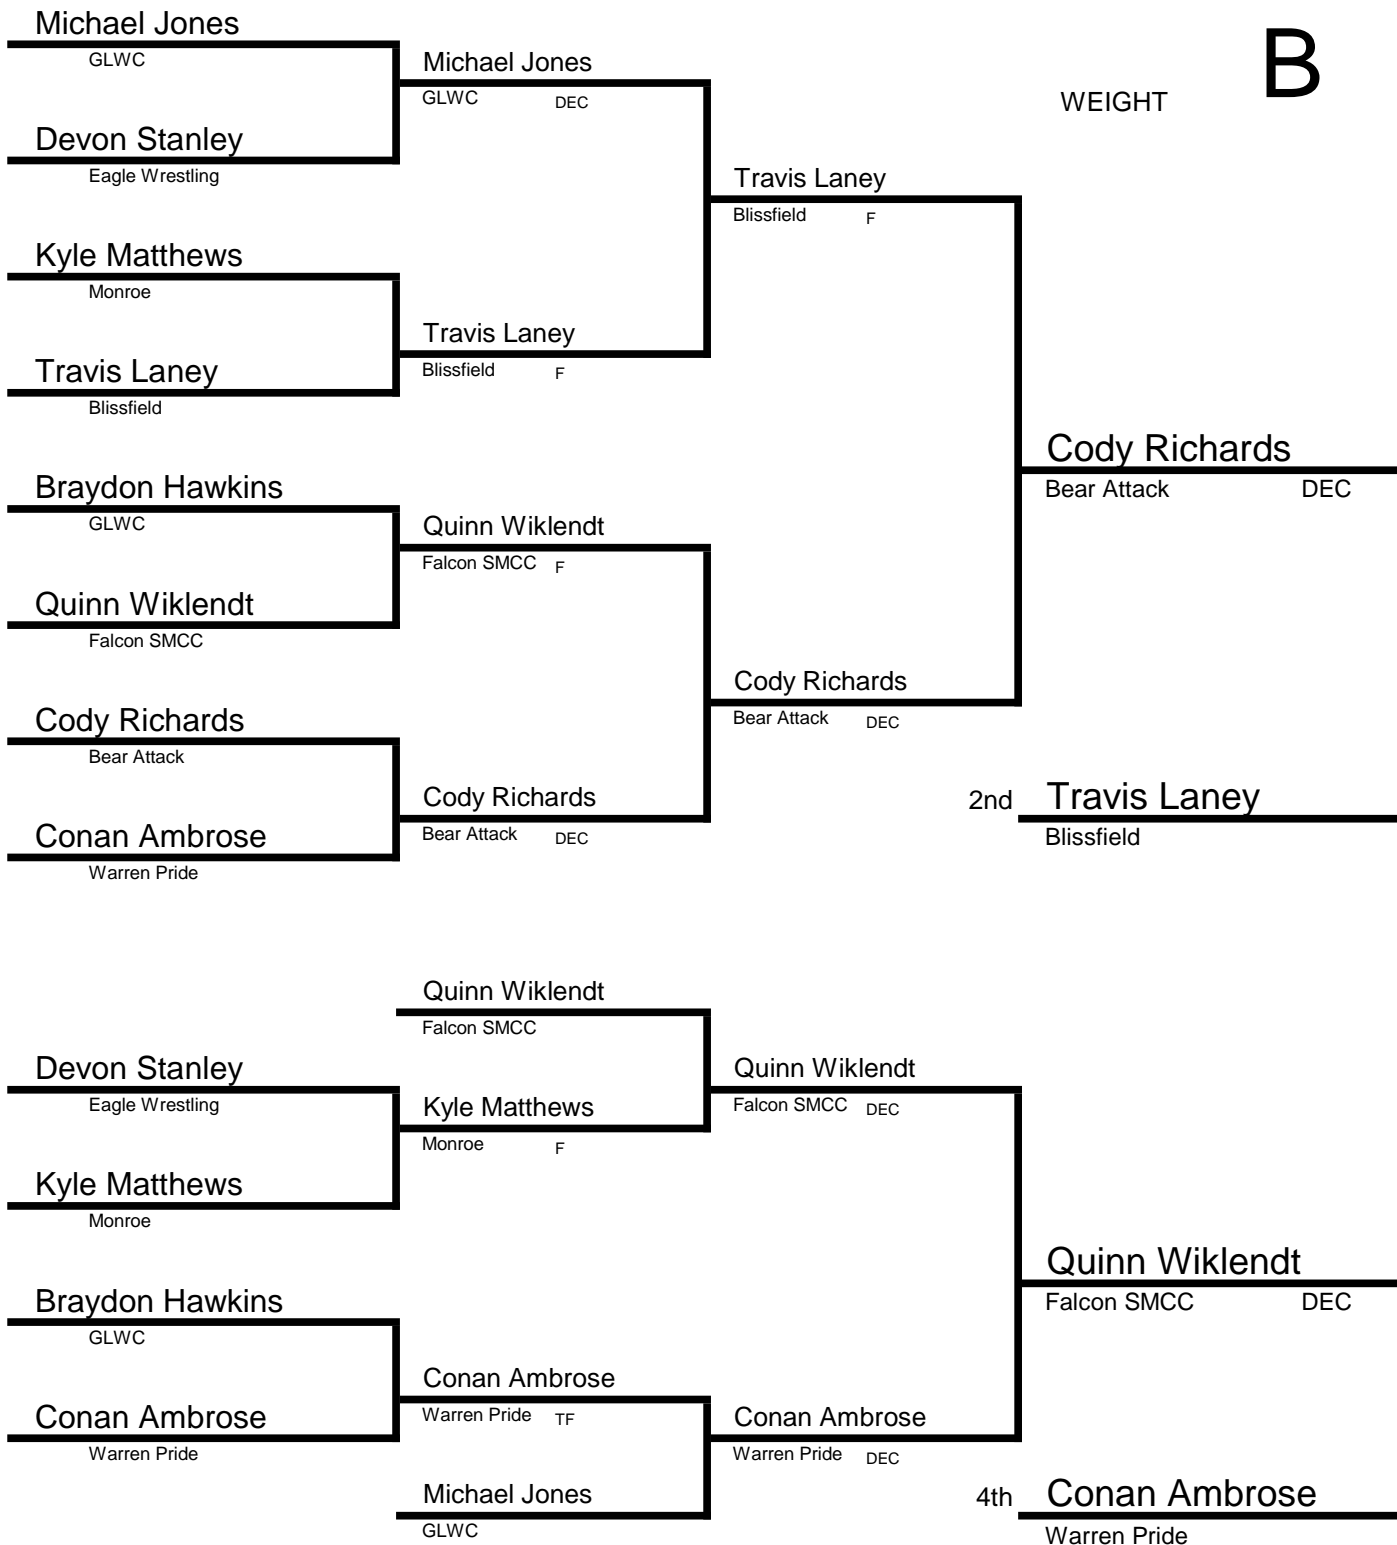 Michael Jones
GLWC
Michael Jones
GLWC DEC
B
WEIGHT
Devon Stanley
Eagle Wrestling
Travis Laney
Blissfield F
Kyle Matthews
Monroe
Travis Laney
Blissfield F
Travis Laney
Blissfield
Cody Richards
Bear Attack DEC
Braydon Hawkins
GLWC
Quinn Wiklendt
Falcon SMCC F
Quinn Wiklendt
Falcon SMCC
Cody Richards
Bear Attack DEC
Cody Richards
Bear Attack
Cody Richards
Bear Attack DEC
2nd Travis Laney
Blissfield
Conan Ambrose
Warren Pride
Quinn Wiklendt
Falcon SMCC
Devon Stanley
Eagle Wrestling
Quinn Wiklendt
Falcon SMCC DEC
Kyle Matthews
Monroe F
Kyle Matthews
Monroe
Quinn Wiklendt
Falcon SMCC DEC
Braydon Hawkins
GLWC
Conan Ambrose
Warren Pride TF
Conan Ambrose
Warren Pride
Conan Ambrose
Warren Pride DEC
Michael Jones
GLWC
4th Conan Ambrose
Warren Pride